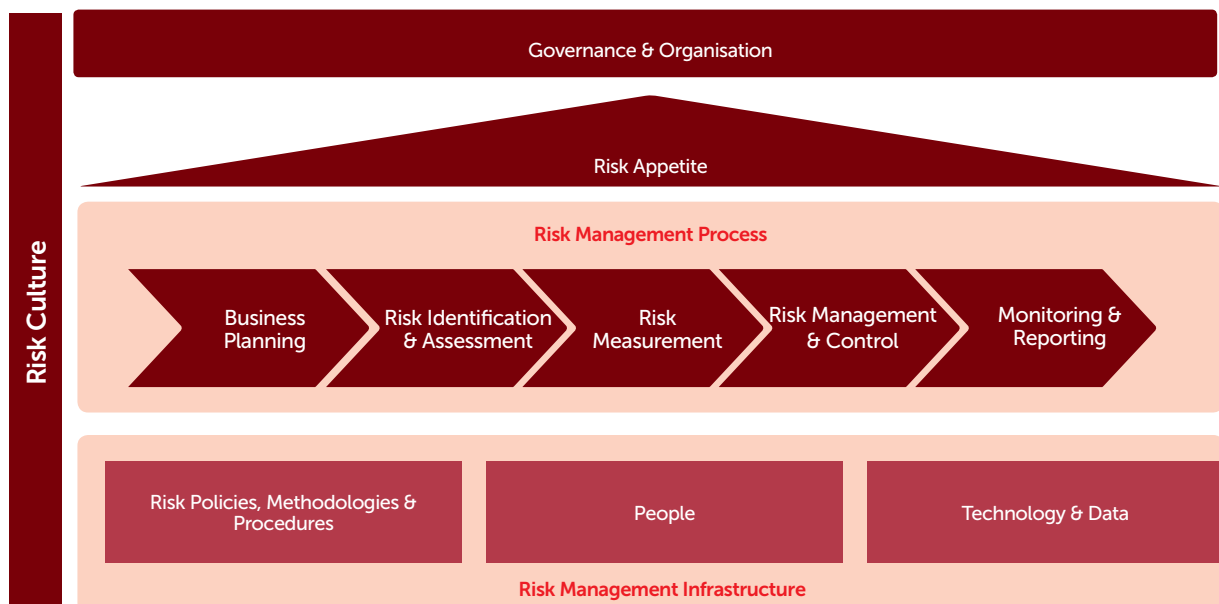 Risk Culture
Governance & Organisation
Risk Appetite
Risk Management Process
Business
Planning
Risk Identification
& Assessment
Risk
Measurement
Risk Management
& Control
Monitoring &
Reporting
Risk Policies, Methodologies &
Procedures
People
Technology & Data
Risk Management Infrastructure